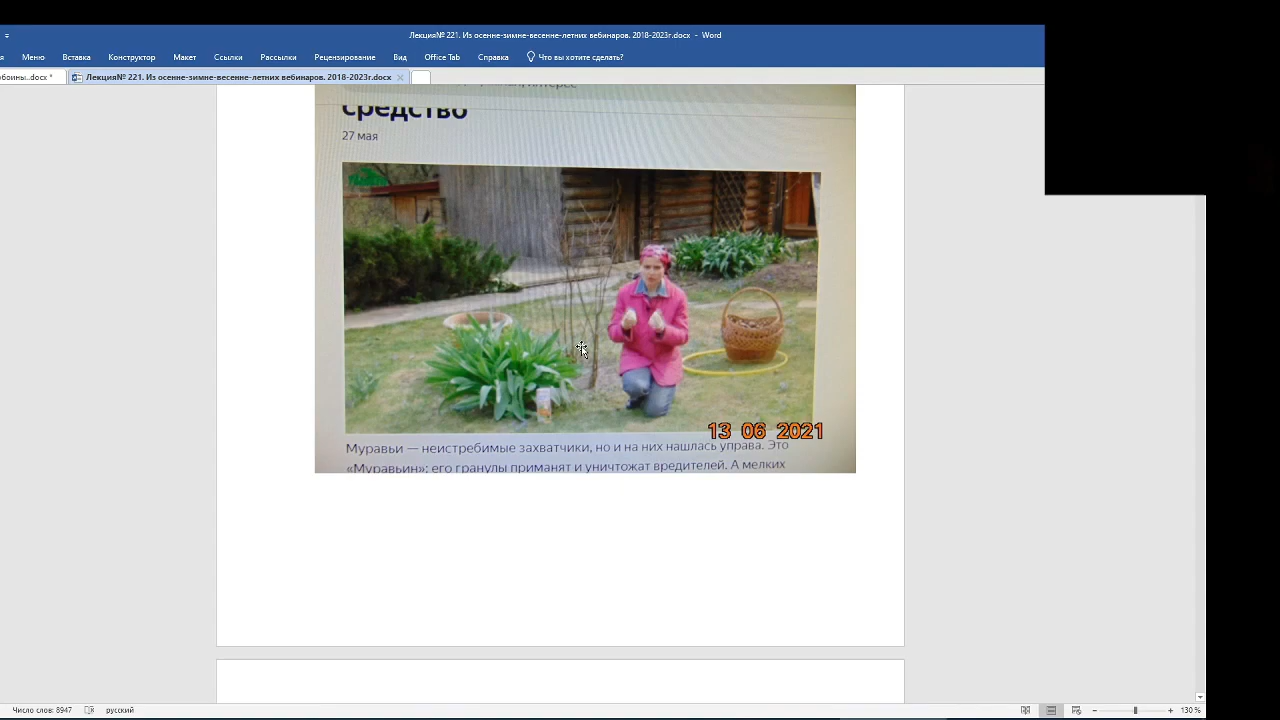 Лекция№ 221. Из осенне-зимне-весенне-летних вебинаров. 2018-2023г.docx - Word
Меню Вставка Конструктор Макет Ссылки Рассылки Рецензирование Вид Office Tab Справка Что вы хотите сделать?
Лекция№ 221. Из осенне-зимне-весенне-летних вебинаров. 2018-2023г.docx
средство
27 мая
13 06 2021
Муравьи — неистребимые захватчики, но и на них нашлась управа. Это
«Муравьин»: его гранулы приманят и уничтожат вредителей. А мелких
Число слов: 8947 русский 130 %